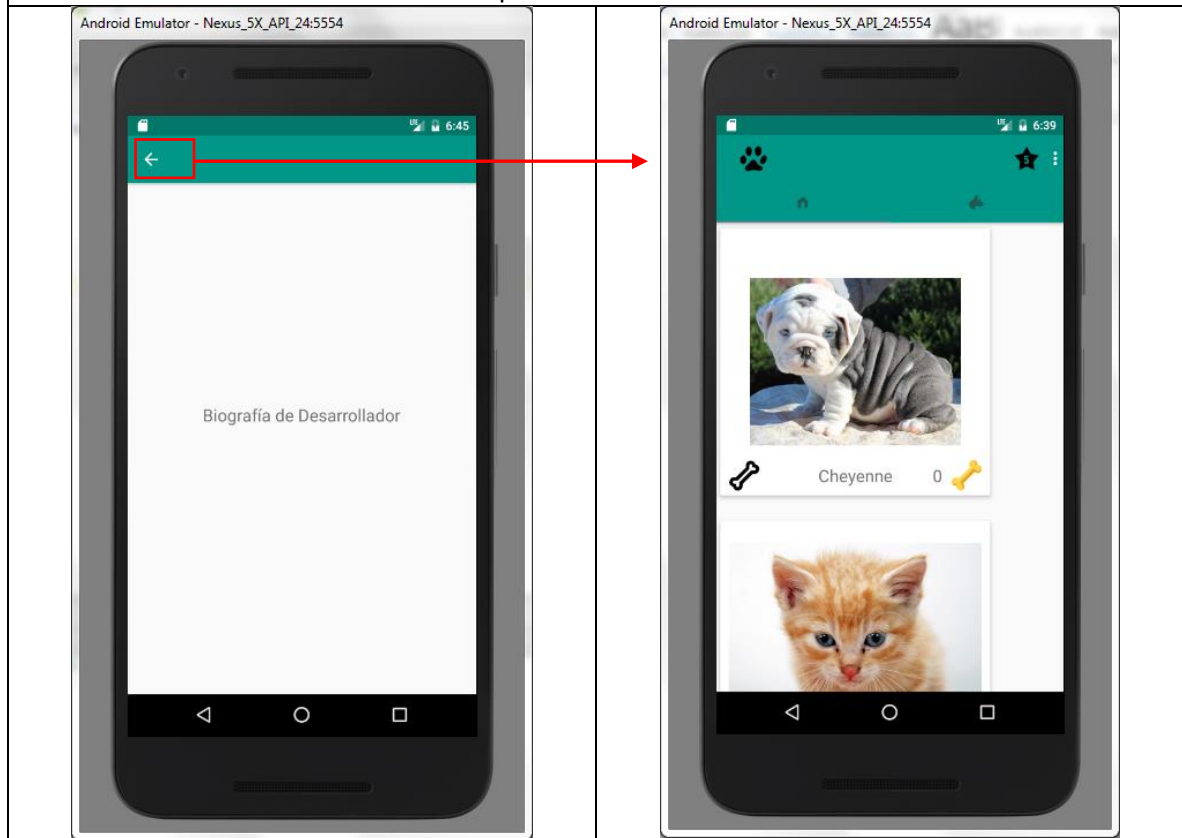 Android Emulator - Nexus_5X_API_24:5554
6:45
Biografía de Desarrollador
Android Emulator - Nexus_5X_API_24:5554
6:39
5
Cheyenne 0